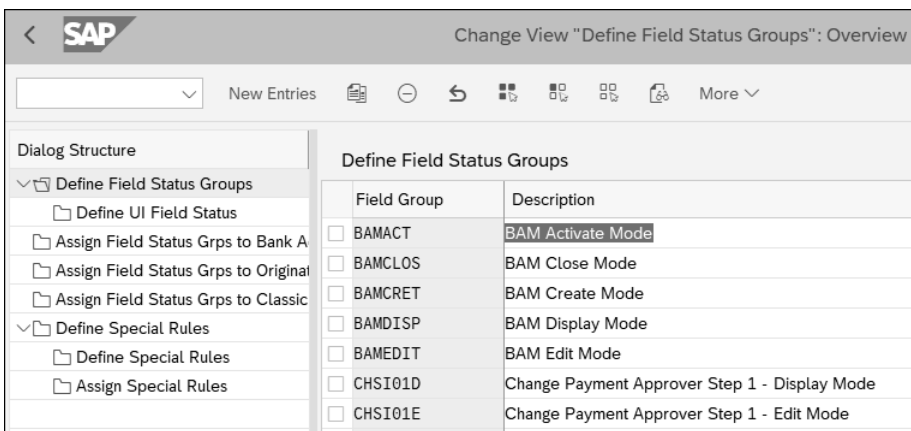 SAP
Change View "Define Field Status Groups": Overview
New Entries
More
Dialog Structure
Define Field Status Groups
Define UI Field Status
Assign Field Status Grps to Bank A
Assign Field Status Grps to Originat
Assign Field Status Grps to Classic
Define Special Rules
Define Special Rules
Assign Special Rules
Define Field Status Groups
Field Group Description
BAMACT BAM Activate Mode
BAMCLOS BAM Close Mode
BAMCRET BAM Create Mode
BAMDISP BAM Display Mode
BAMEDIT BAM Edit Mode
CHSI01D Change Payment Approver Step 1 - Display Mode
CHSI01E Change Payment Approver Step 1 - Edit Mode